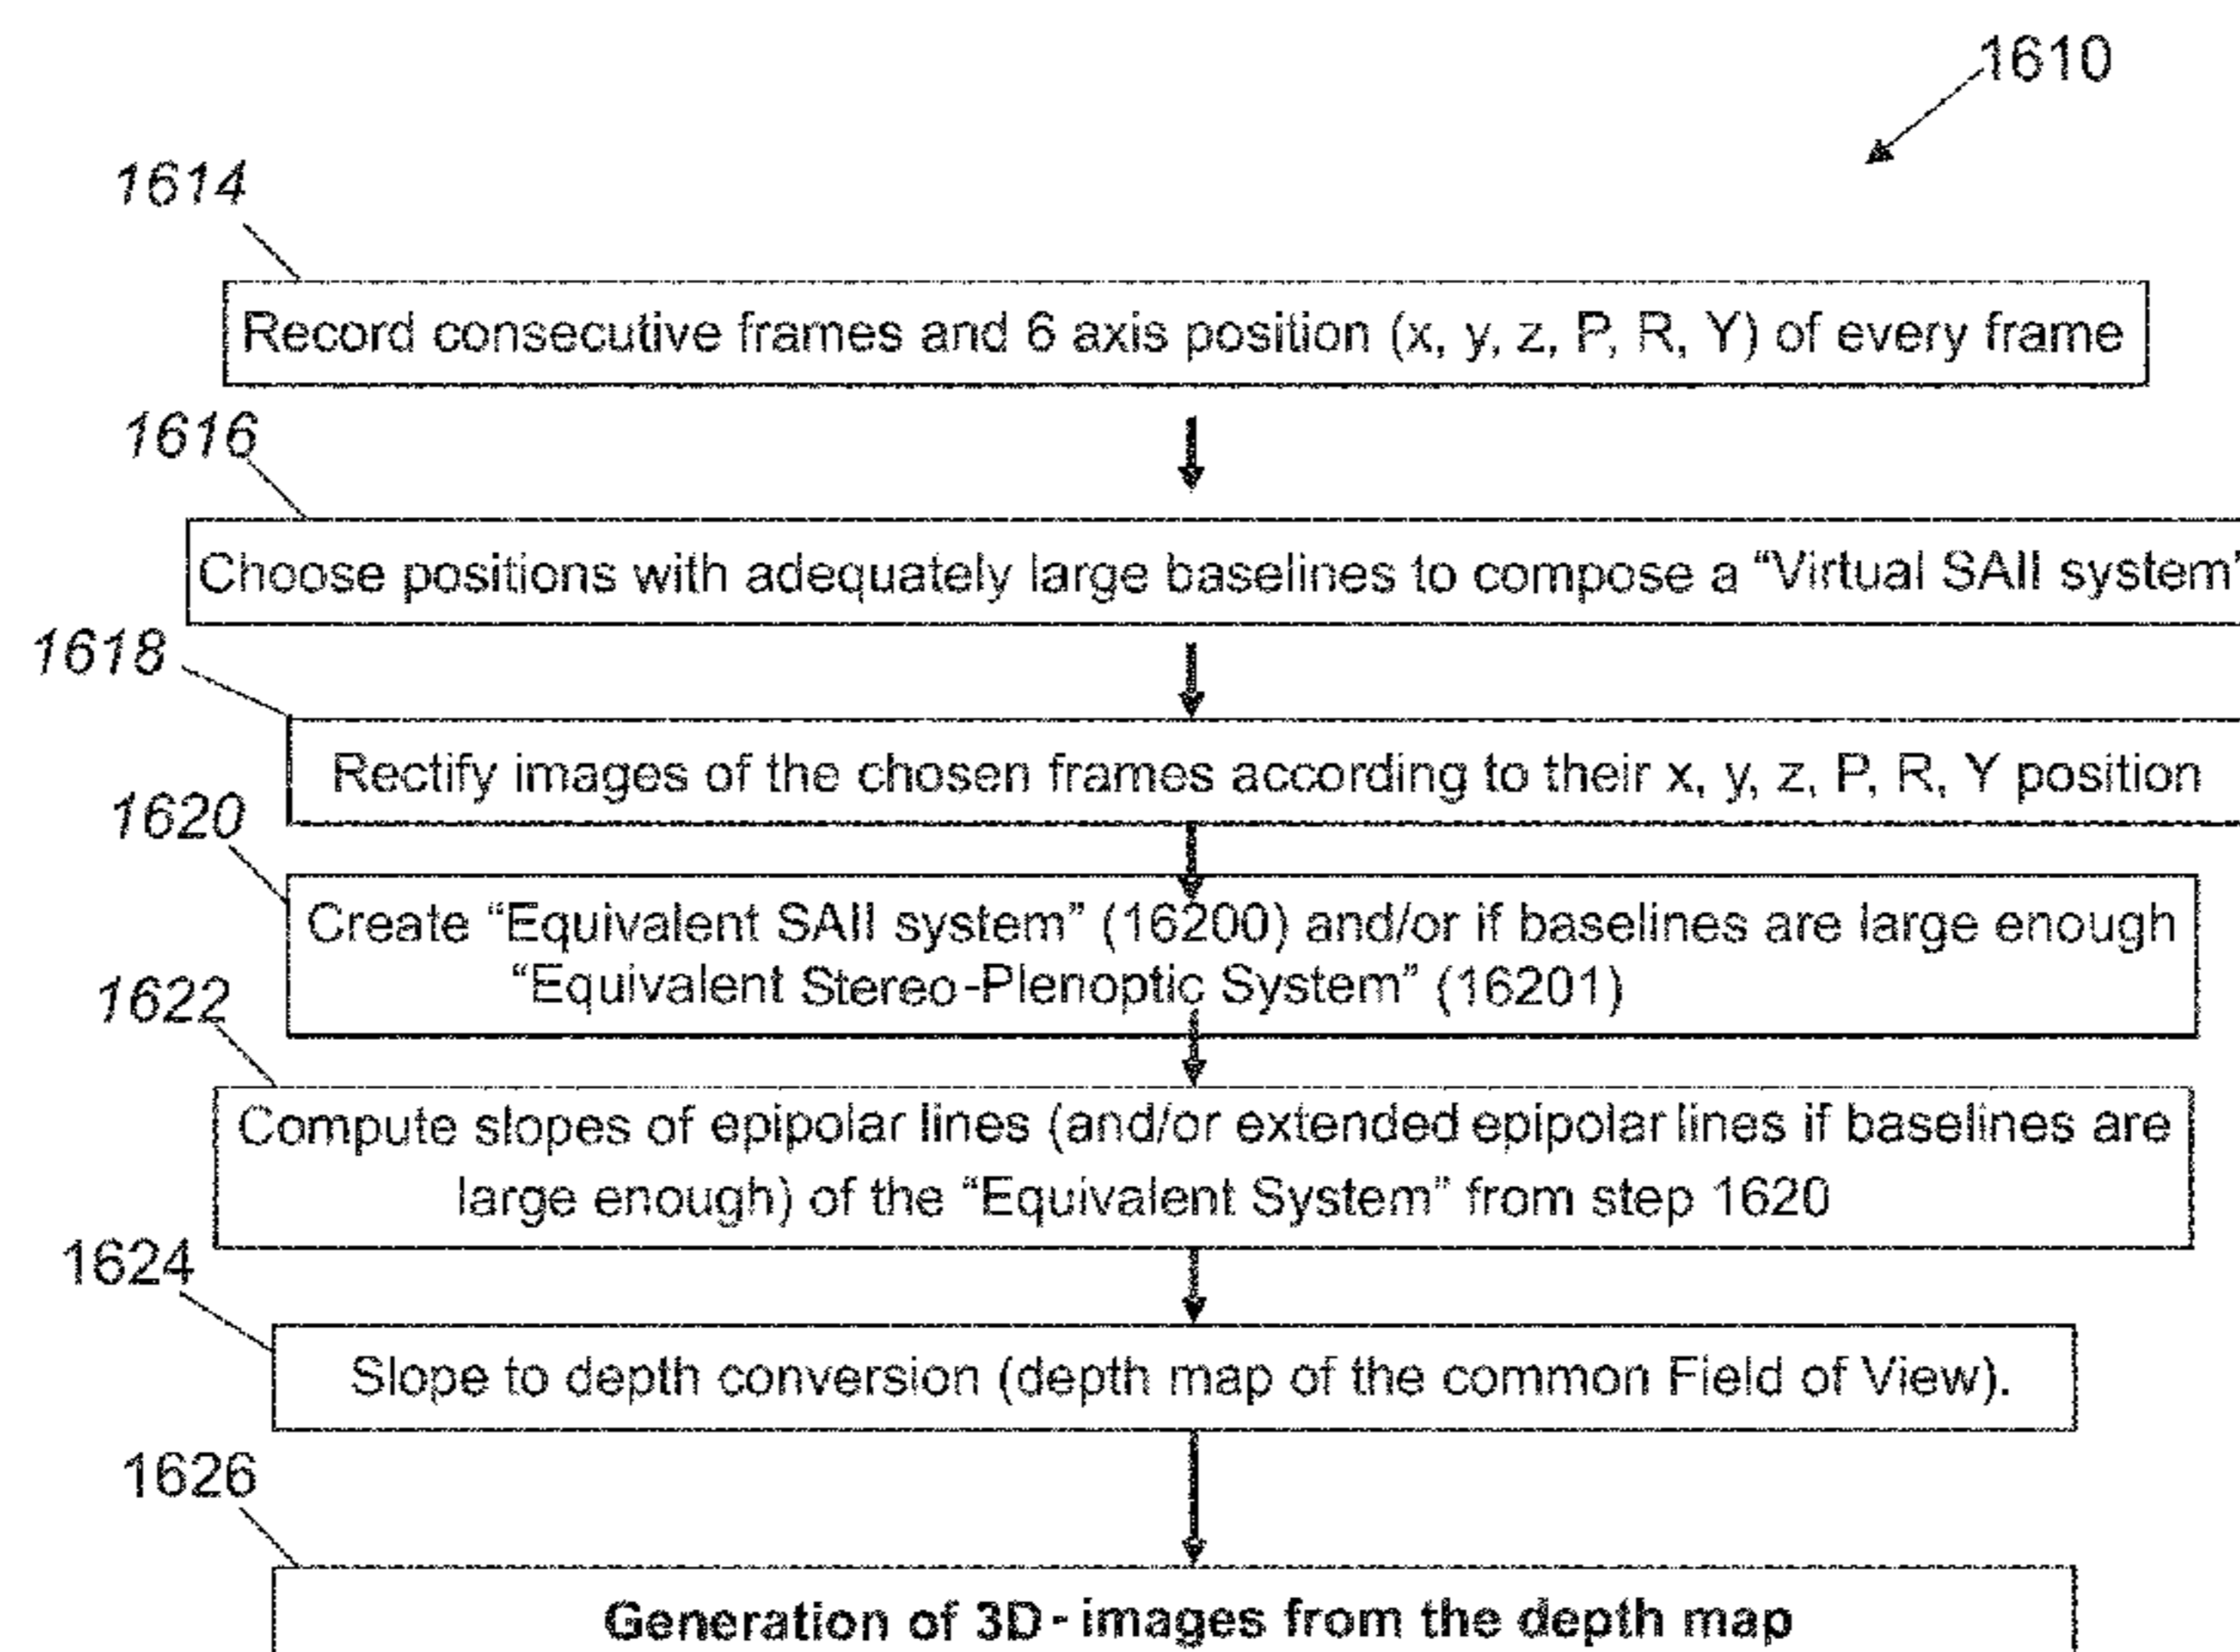 1610
1614
Record consecutive frames and 6 axis position (x, y, z, P, R, Y) of every frame
1616
Choose positions with adequately large baselines to compose a “Virtual SAII system”
1618
Rectify images of the chosen frames according to their x, y, z, P, R, Y position
1620
Create “Equivalent SAII system” (16200) and/or if baselines are large enough
“Equivalent Stereo-Plenoptic System” (16201)
1622
Compute slopes of epipolar lines (and/or extended epipolar lines if baselines are
large enough) of the “Equivalent System” from step 1620
1624
Slope to depth conversion (depth map of the common Field of View).
1626
Generation of 3D-images from the depth map